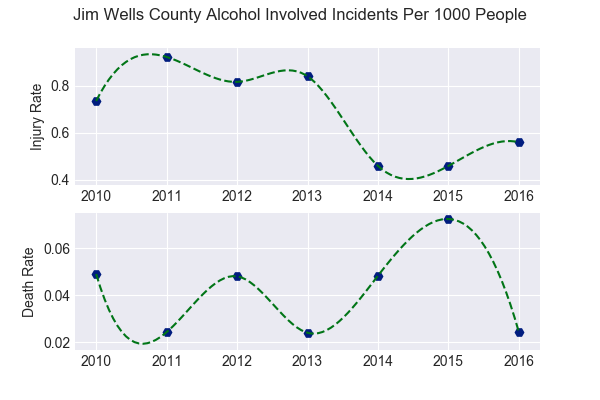 Jim Wells County Alcohol Involved Incidents Per 1000 People
Injury Rate
0.8
0.6
0.4
2010 2011 2012 2013 2014 2015 2016
Death Rate
0.06
0.04
0.02
2010 2011 2012 2013 2014 2015 2016